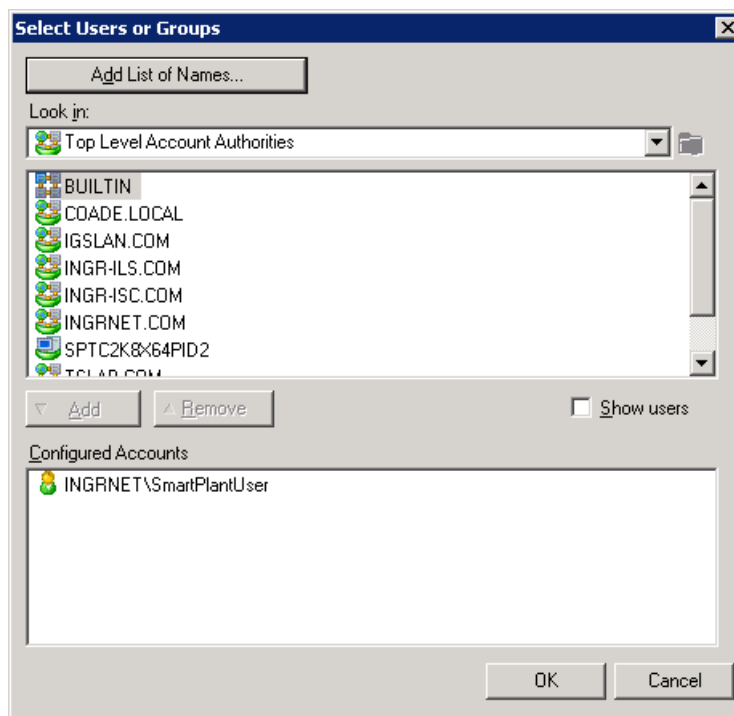 Select Users or Groups
Add List of Names...
Look in:
Top Level Account Authorities
BUILTIN
COADE.LOCAL
IGSLAN.COM
INGR-ILS.COM
INGR-ISC.COM
INGRNET.COM
SPTC2K8X64PID2
TSLAB.COM
Add Remove Show users
Configured Accounts
INGRNET\SmartPlantUser
OK Cancel